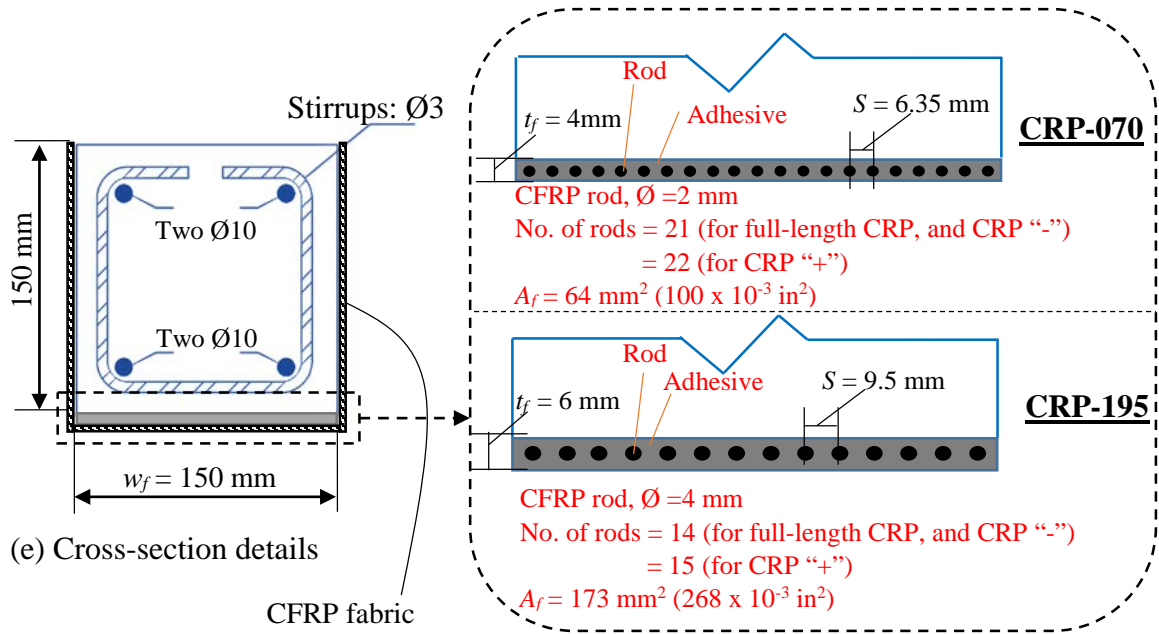 Stirrups: Ø3
150 mm
Two Ø10
Two Ø10
w_f = 150 mm
(e) Cross-section details
CFRP fabric
Rod
S = 6.35 mm
t_f = 4mm
Adhesive
CRP-070
CFRP rod, Ø =2 mm
No. of rods = 21 (for full-length CRP, and CRP “-”)
= 22 (for CRP “+”)
A_f = 64 mm² (100 x 10⁻³ in²)
Rod
Adhesive
S = 9.5 mm
t_f = 6 mm
CRP-195
CFRP rod, Ø =4 mm
No. of rods = 14 (for full-length CRP, and CRP “-”)
= 15 (for CRP “+”)
A_f = 173 mm² (268 x 10⁻³ in²)